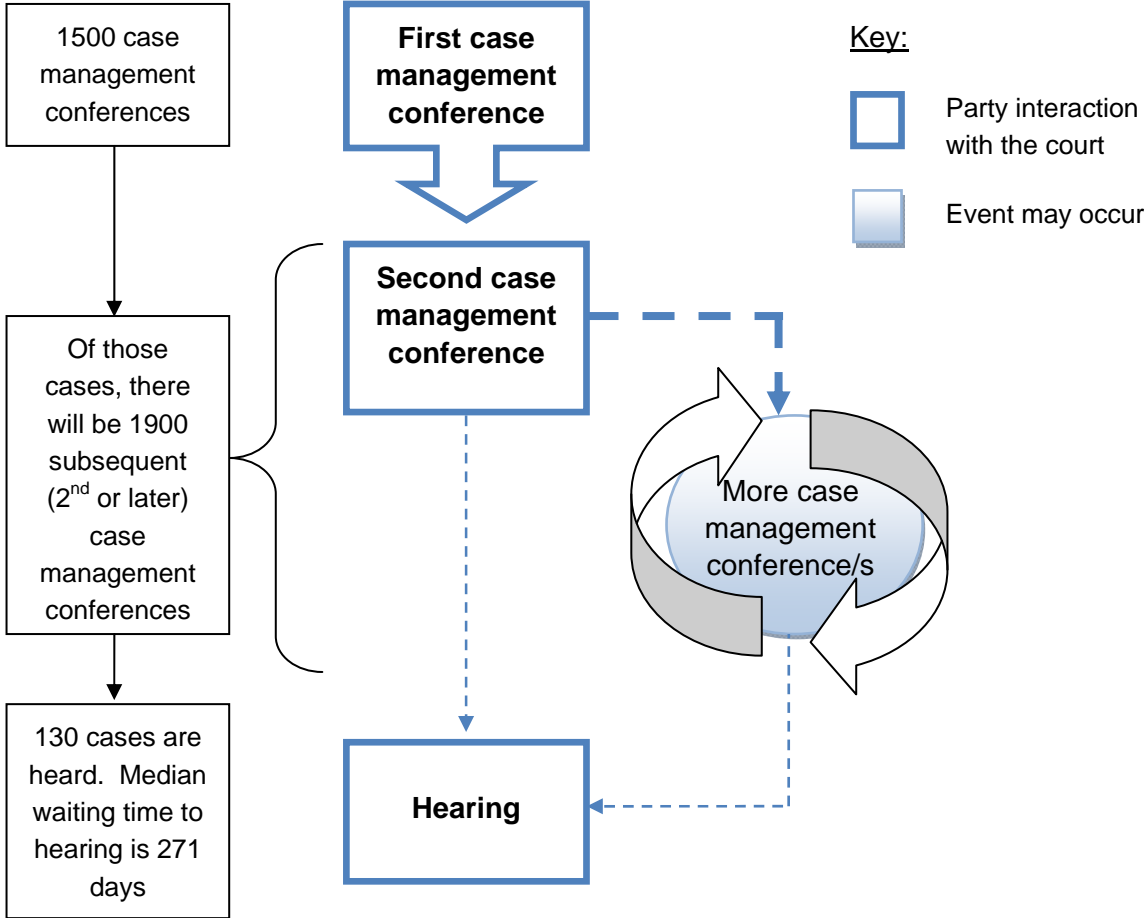 1500 case
management
conferences
Of those
cases, there
will be 1900
subsequent
(2nd or later)
case
management
conferences
130 cases are
heard.  Median
waiting time to
hearing is 271
days
First case
management
conference
Second case
management
conference
More case
management
conference/s
Hearing
Key:
Party interaction
with the court
Event may occur